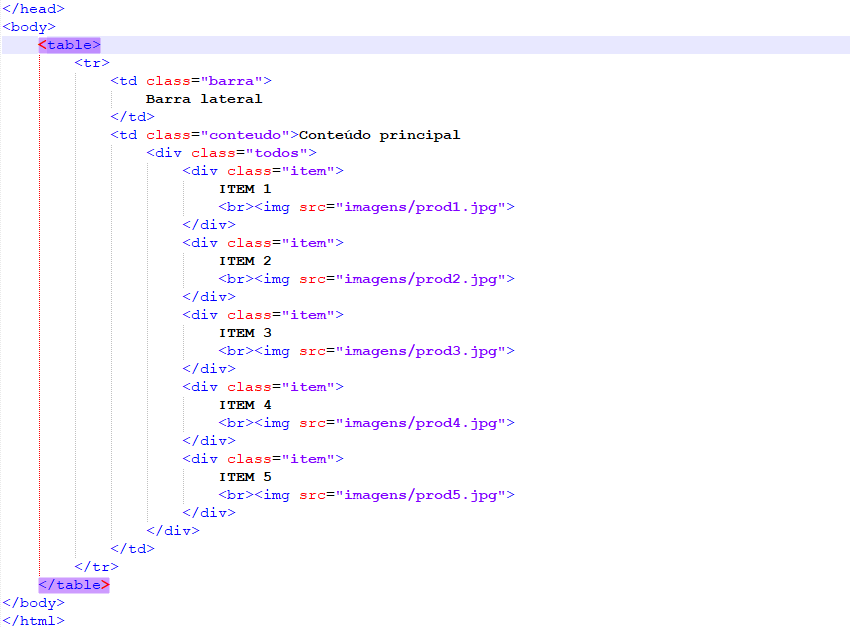 </head>
<body>
<table>
<tr>
<td class="barra">
Barra lateral
</td>
<td class="conteudo">Conteúdo principal
<div class="todos">
<div class="item">
ITEM 1
<br><img src="imagens/prod1.jpg">
</div>
<div class="item">
ITEM 2
<br><img src="imagens/prod2.jpg">
</div>
<div class="item">
ITEM 3
<br><img src="imagens/prod3.jpg">
</div>
<div class="item">
ITEM 4
<br><img src="imagens/prod4.jpg">
</div>
<div class="item">
ITEM 5
<br><img src="imagens/prod5.jpg">
</div>
</div>
</td>
</tr>
</table>
</body>
</html>